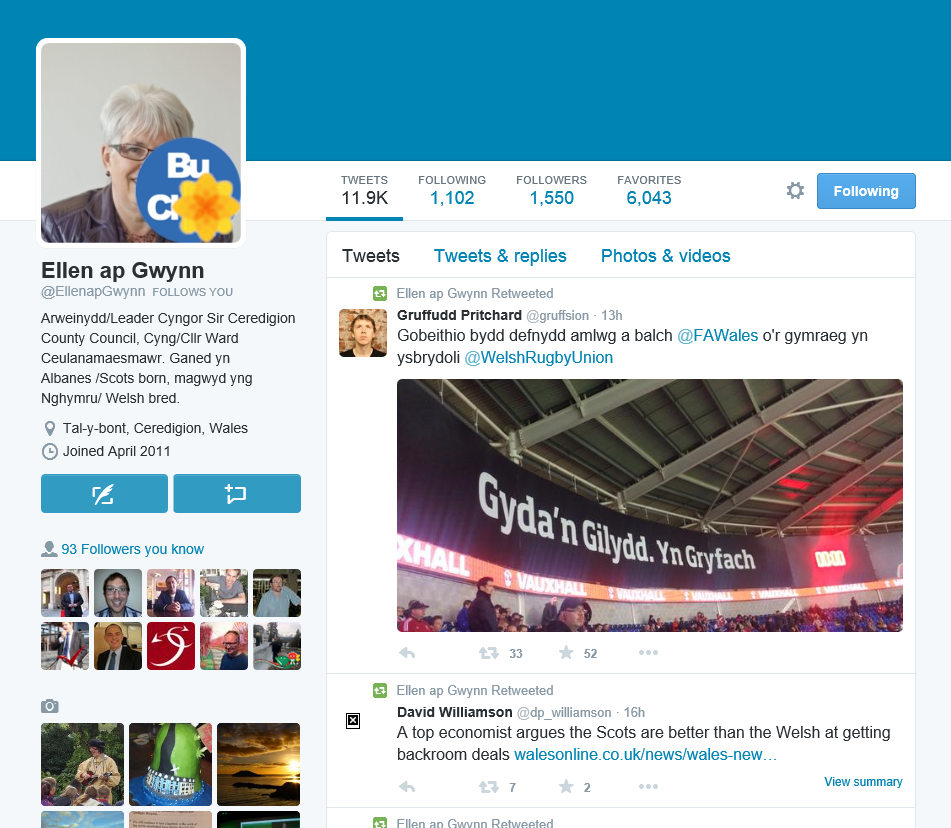 Bu
TWEETS FOLLOWING FOLLOWERS FAVORITES
11.9K 1,102 1,550 6,043
Following
Ellen ap Gwynn
@EllenapGwynn FOLLOWS YOU
Arweinydd/Leader Cyngor Sir Ceredigion
County Council, Cyng/Cllr Ward
Ceulanamaesmawr. Ganed yn
Albanes /Scots born, magwyd yng
Nghymru/ Welsh bred.
Tal-y-bont, Ceredigion, Wales
Joined April 2011
93 Followers you know
Tweets Tweets & replies Photos & videos
Ellen ap Gwynn Retweeted
Gruffudd Pritchard @gruffsion · 13h
Gobeithio bydd defnydd amlwg a balch @FAWales o'r gymraeg yn
ysbrydoli @WelshRugbyUnion
Gyda'n Gilydd. Yn Gryfach
XHALL VAUXHALL VAUXHALL VAUXHALL VA
00:00
33 52
Ellen ap Gwynn Retweeted
David Williamson @dp_williamson · 16h
A top economist argues the Scots are better than the Welsh at getting
backroom deals walesonline.co.uk/news/wales-new…
7 2 View summary
Ellen ap Gwynn Retweeted